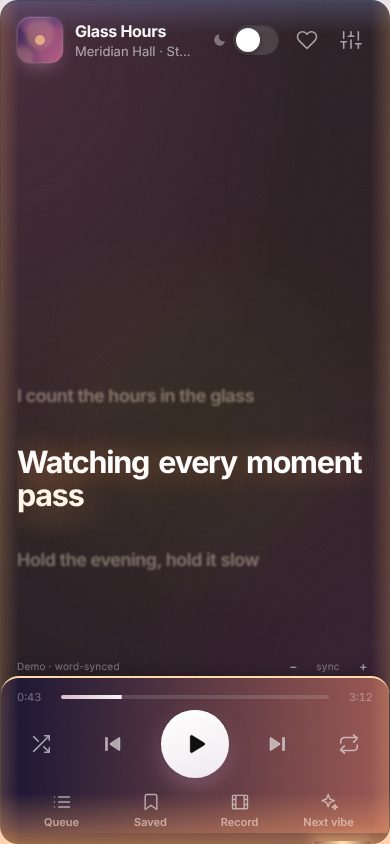 Glass Hours
Meridian Hall · St...
I count the hours in the glass
Watching every moment
pass
Hold the evening, hold it slow
Demo · word-synced − sync +
0:43 3:12
Queue Saved Record Next vibe